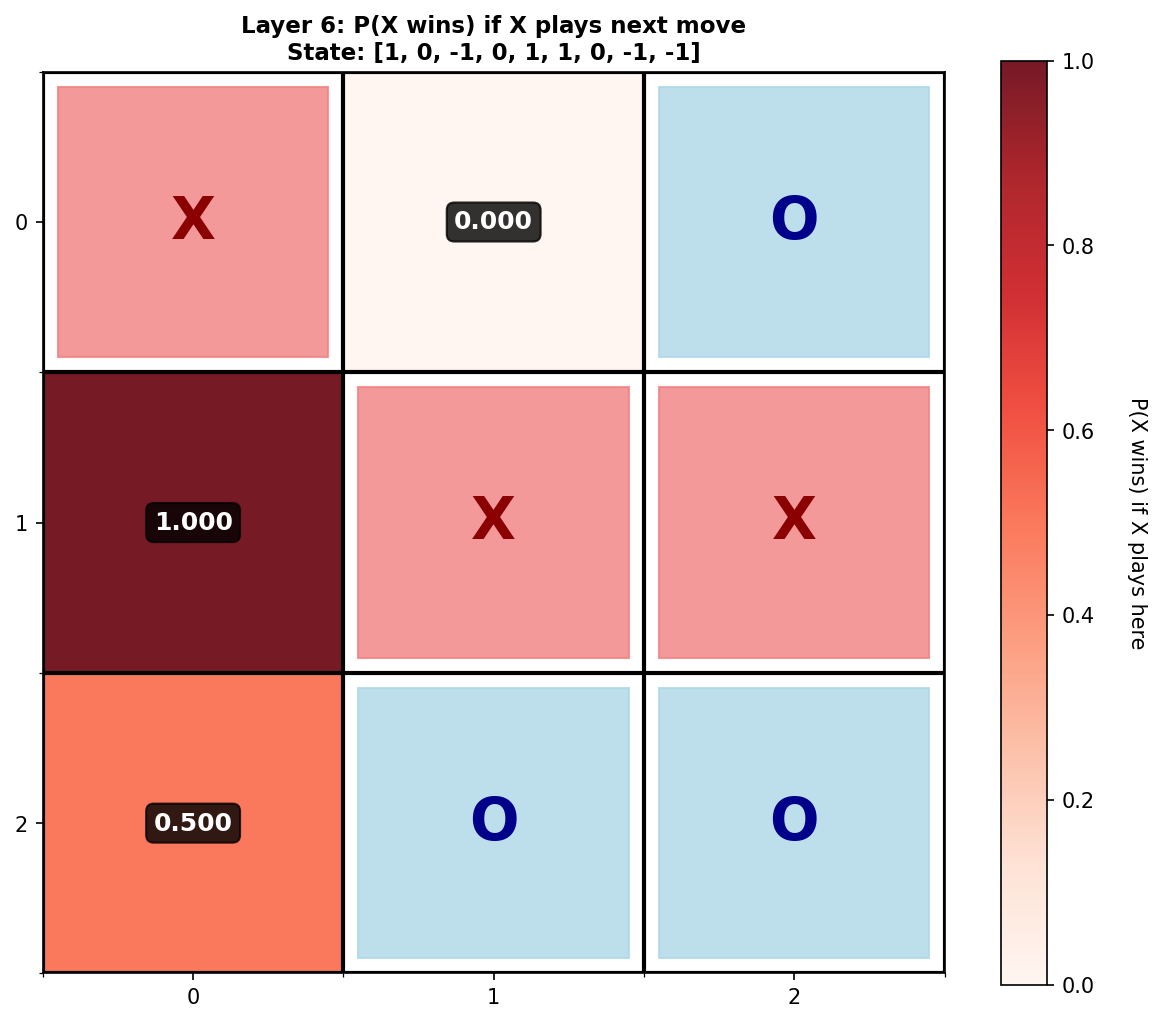 Layer 6: P(X wins) if X plays next move
State: [1, 0, -1, 0, 1, 1, 0, -1, -1]
0
X
0.000
O
1
1.000
X
X
2
0.500
O
O
0
1
2
1.0
0.8
0.6
0.4
0.2
0.0
P(X wins) if X plays here